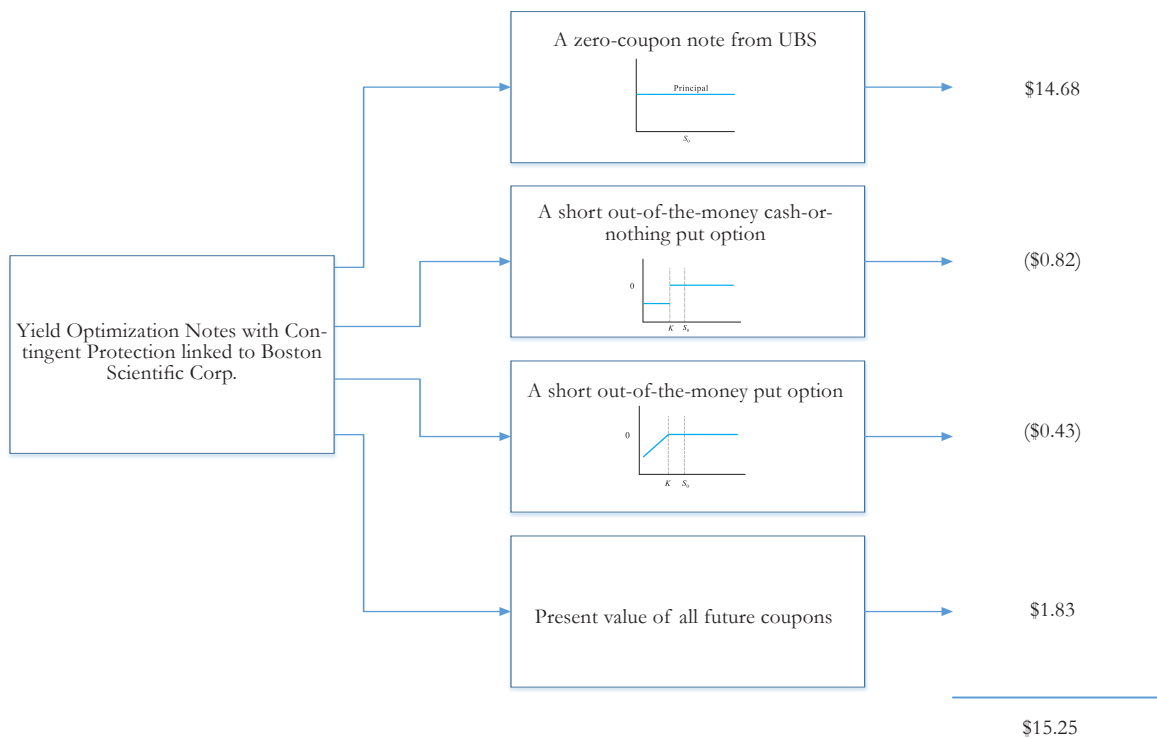 A zero-coupon note from UBS
Principal
S0
$14.68
A short out-of-the-money cash-or-
nothing put option
0
K S0
($0.82)
Yield Optimization Notes with Con-
tingent Protection linked to Boston
Scientific Corp.
A short out-of-the-money put option
0
K S0
($0.43)
Present value of all future coupons
$1.83
$15.25